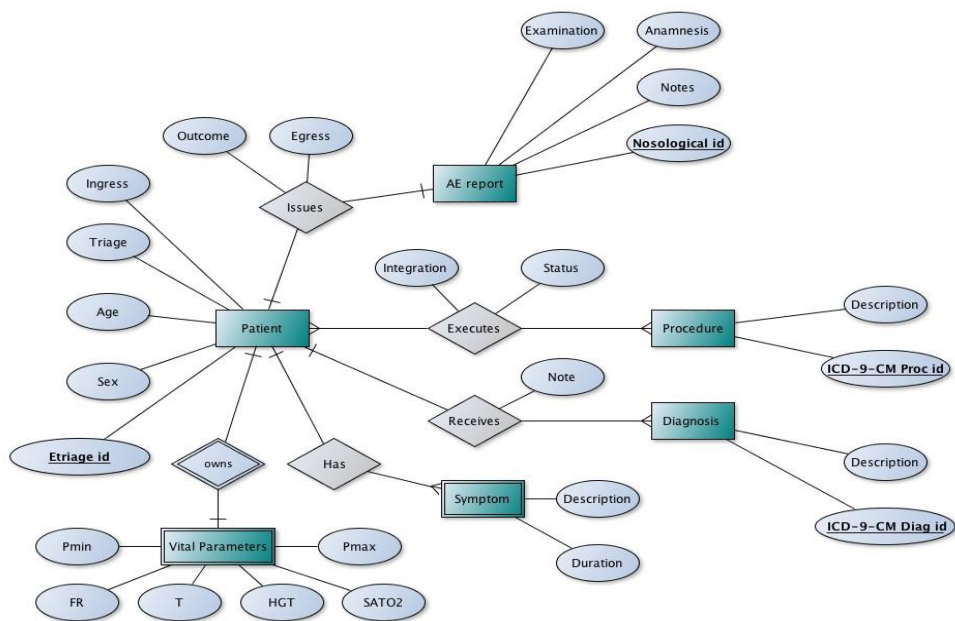 Examination
Anamnesis
Notes
Nosological id
Outcome
Egress
AE report
Issues
Ingress
Triage
Age
Sex
Etriage id
Patient
Integration
Status
Executes
Procedure
Description
ICD-9-CM Proc id
Note
Receives
Diagnosis
Description
ICD-9-CM Diag id
owns
Has
Symptom
Description
Duration
Pmin
Vital Parameters
Pmax
FR
T
HGT
SATO2